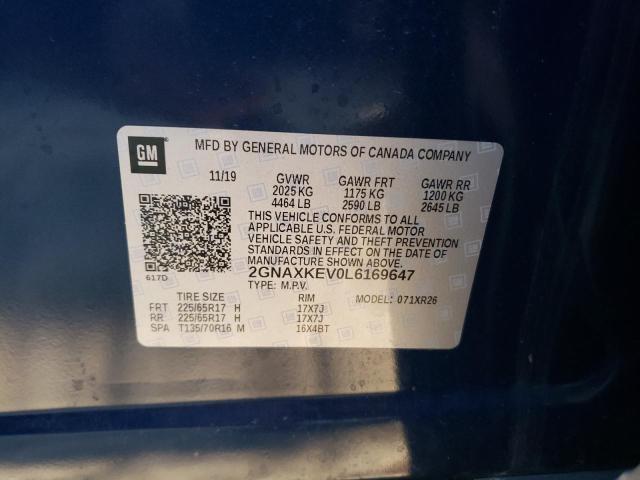 GM
MFD BY GENERAL MOTORS OF CANADA COMPANY
11/19 GVWR GAWR FRT GAWR RR
2025 KG 1175 KG 1200 KG
4464 LB 2590 LB 2645 LB
THIS VEHICLE CONFORMS TO ALL
APPLICABLE U.S. FEDERAL MOTOR
VEHICLE SAFETY AND THEFT PREVENTION
STANDARDS IN EFFECT ON THE DATE OF
MANUFACTURE SHOWN ABOVE.
617D
2GNAXKEV0L6169647
TYPE: M.P.V.
TIRE SIZE RIM MODEL: 071XR26
FRT 225/65R17 H 17X7J
RR 225/65R17 H 17X7J
SPA T135/70R16 M 16X4BT